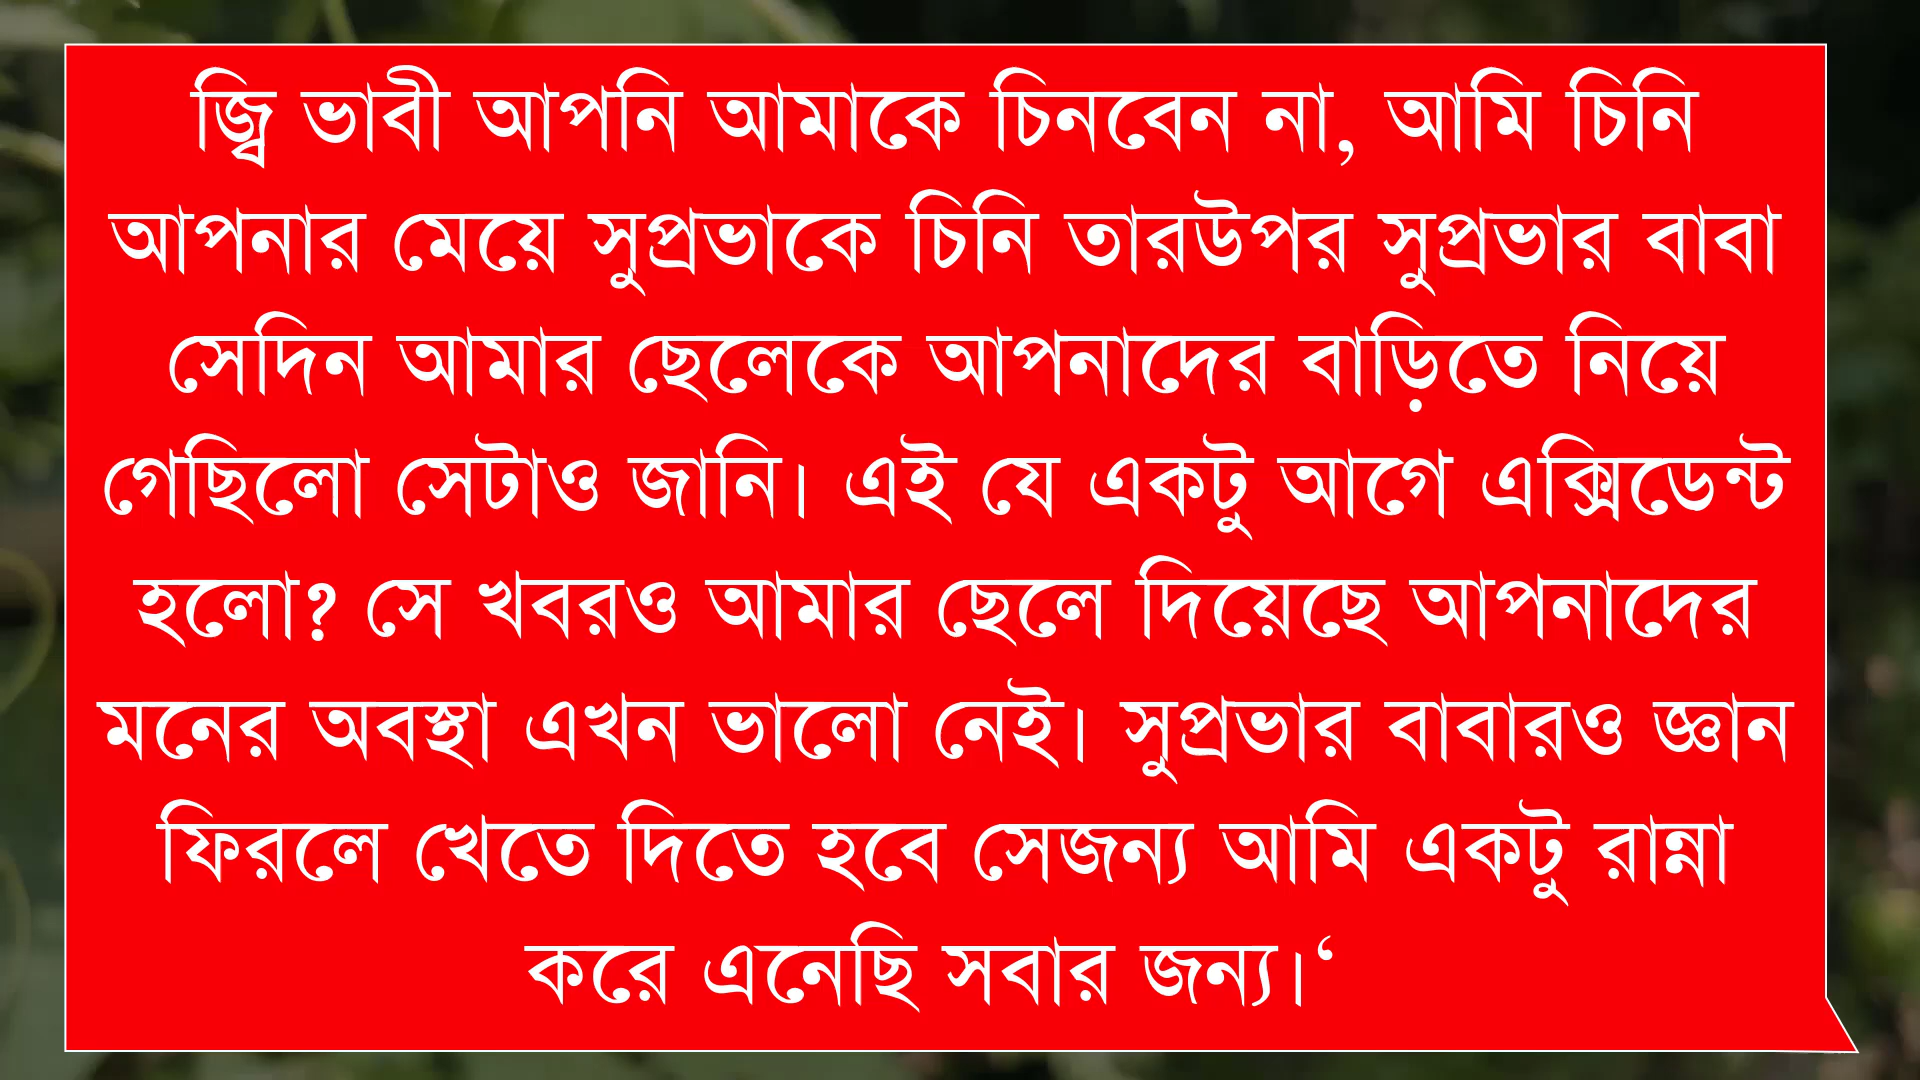 জ্বি ভাবী আপনি আমাকে চিনবেন না, আমি চিনি
আপনার মেয়ে সুপ্রভাকে চিনি তারউপর সুপ্রভার বাবা
সেদিন আমার ছেলেকে আপনাদের বাড়িতে নিয়ে
গেছিলো সেটাও জানি। এই যে একটু আগে এক্সিডেন্ট
হলো? সে খবরও আমার ছেলে দিয়েছে আপনাদের
মনের অবস্থা এখন ভালো নেই। সুপ্রভার বাবারও জ্ঞান
ফিরলে খেতে দিতে হবে সেজন্য আমি একটু রান্না
করে এনেছি সবার জন্য।‘